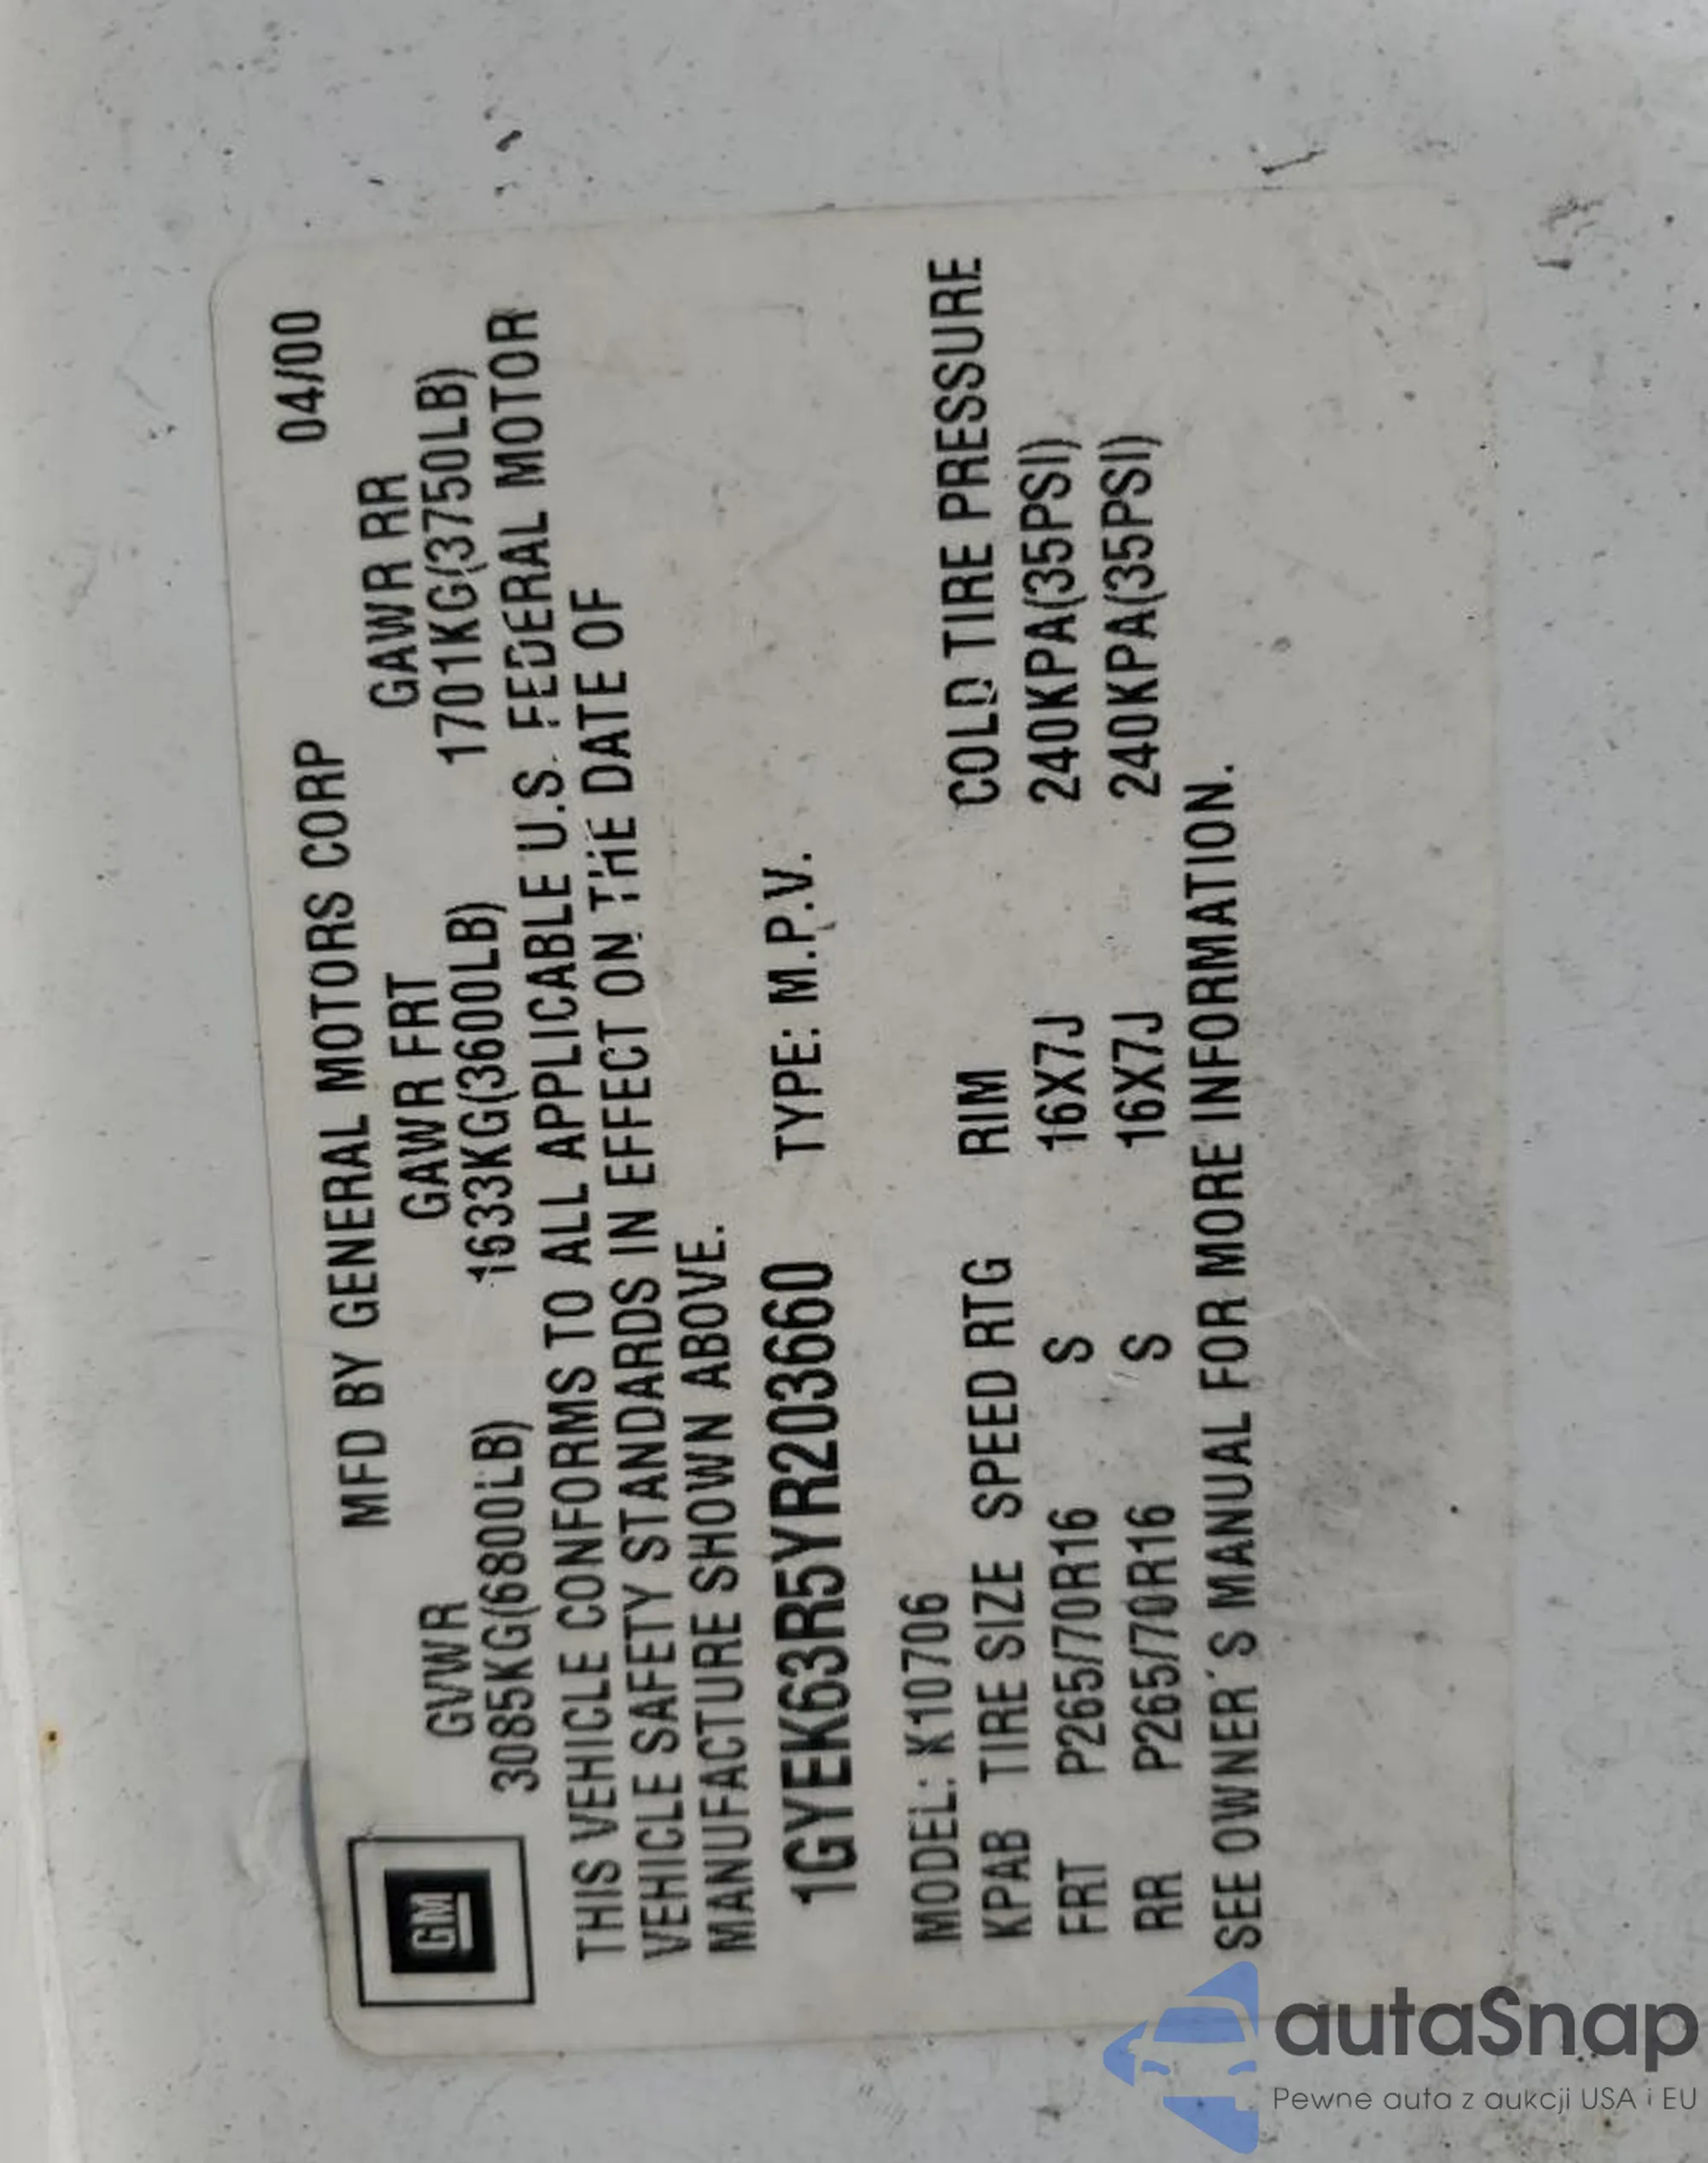 GM
MFD BY GENERAL MOTORS CORP 04/00
GVWR GAWR FRT GAWR RR
3085KG(6800LB) 1633KG(3600LB) 1701KG(3750LB)
THIS VEHICLE CONFORMS TO ALL APPLICABLE U.S. FEDERAL MOTOR
VEHICLE SAFETY STANDARDS IN EFFECT ON THE DATE OF
MANUFACTURE SHOWN ABOVE.
1GYEK63R5YR203660 TYPE: M.P.V.
MODEL: K10706
KPAB TIRE SIZE SPEED RTG RIM COLD TIRE PRESSURE
FRT P265/70R16 S 16X7J 240KPA(35PSI)
RR P265/70R16 S 16X7J 240KPA(35PSI)
SEE OWNER´S MANUAL FOR MORE INFORMATION.
autaSnap
Pewne auta z aukcji USA i EU